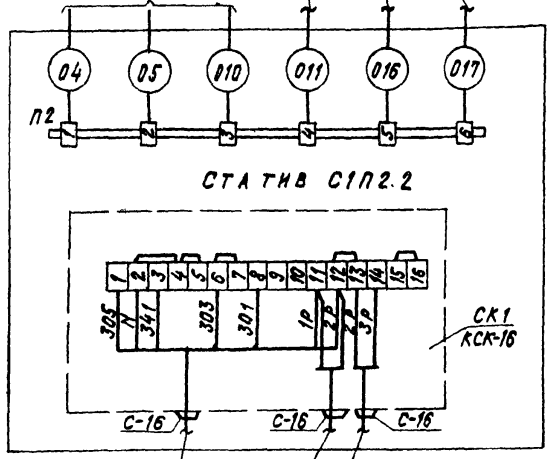 04 05 010 011 016 017
П2
1 2 3 4 5 6
СТАТИВ С1П2.2
1 2 3 4 5 6 7 8 9 10 11 12 13 14 15 16
305 N 341 303 301 1Р 2Р 2Р 3Р
СК1
КСК-16
С-16 С-16 С-16